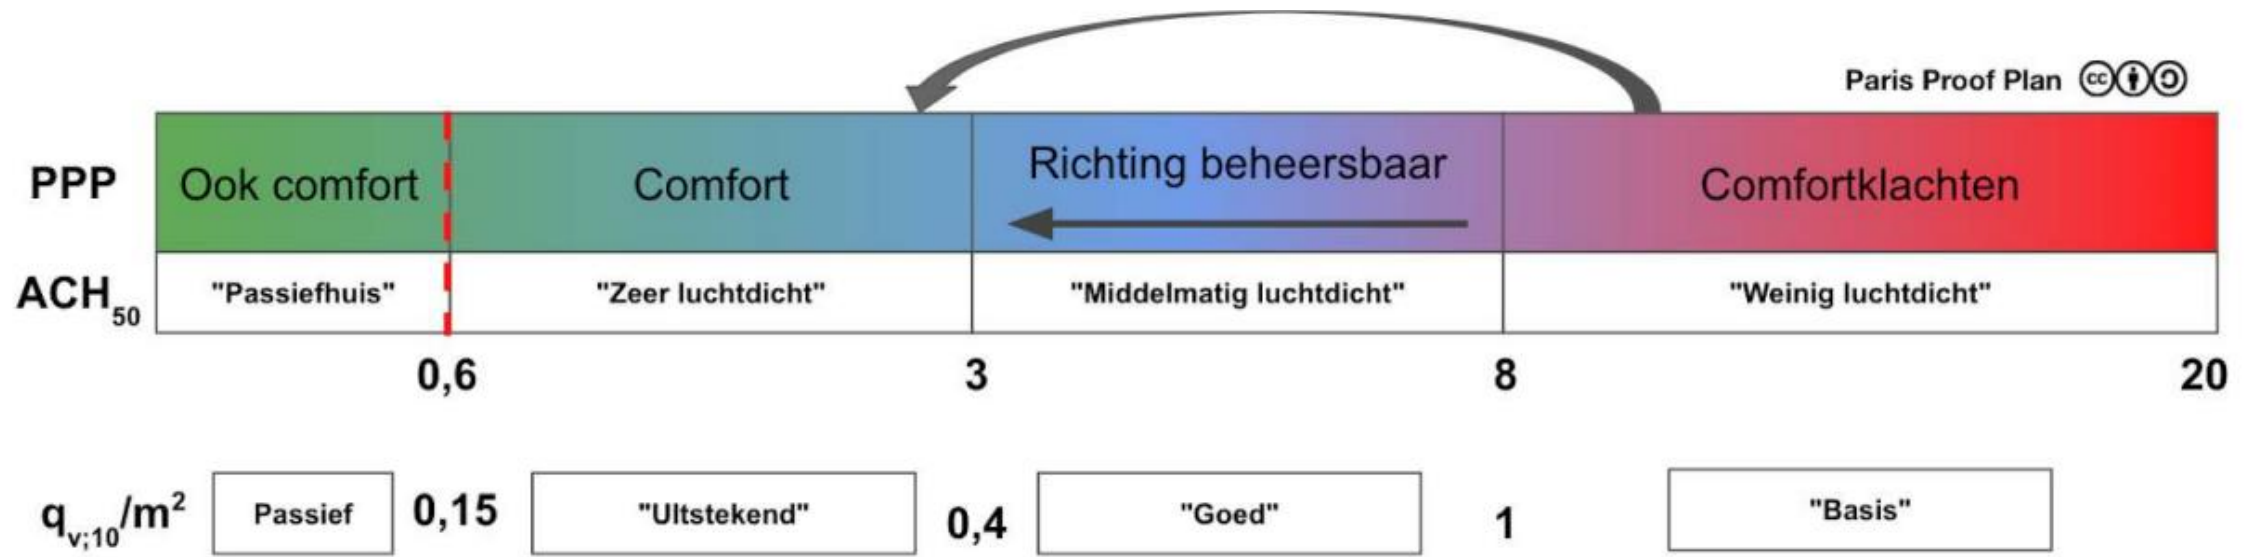 Paris Proof Plan cc
PPP Ook comfort Comfort Richting beheersbaar Comfortklachten
ACH50 "Passiefhuis" "Zeer luchtdicht" "Middelmatig luchtdicht" "Weinig luchtdicht"
0,6 3 8 20
qv;10/m² Passief 0,15 "UItstekend" 0,4 "Goed" 1 "Basis"